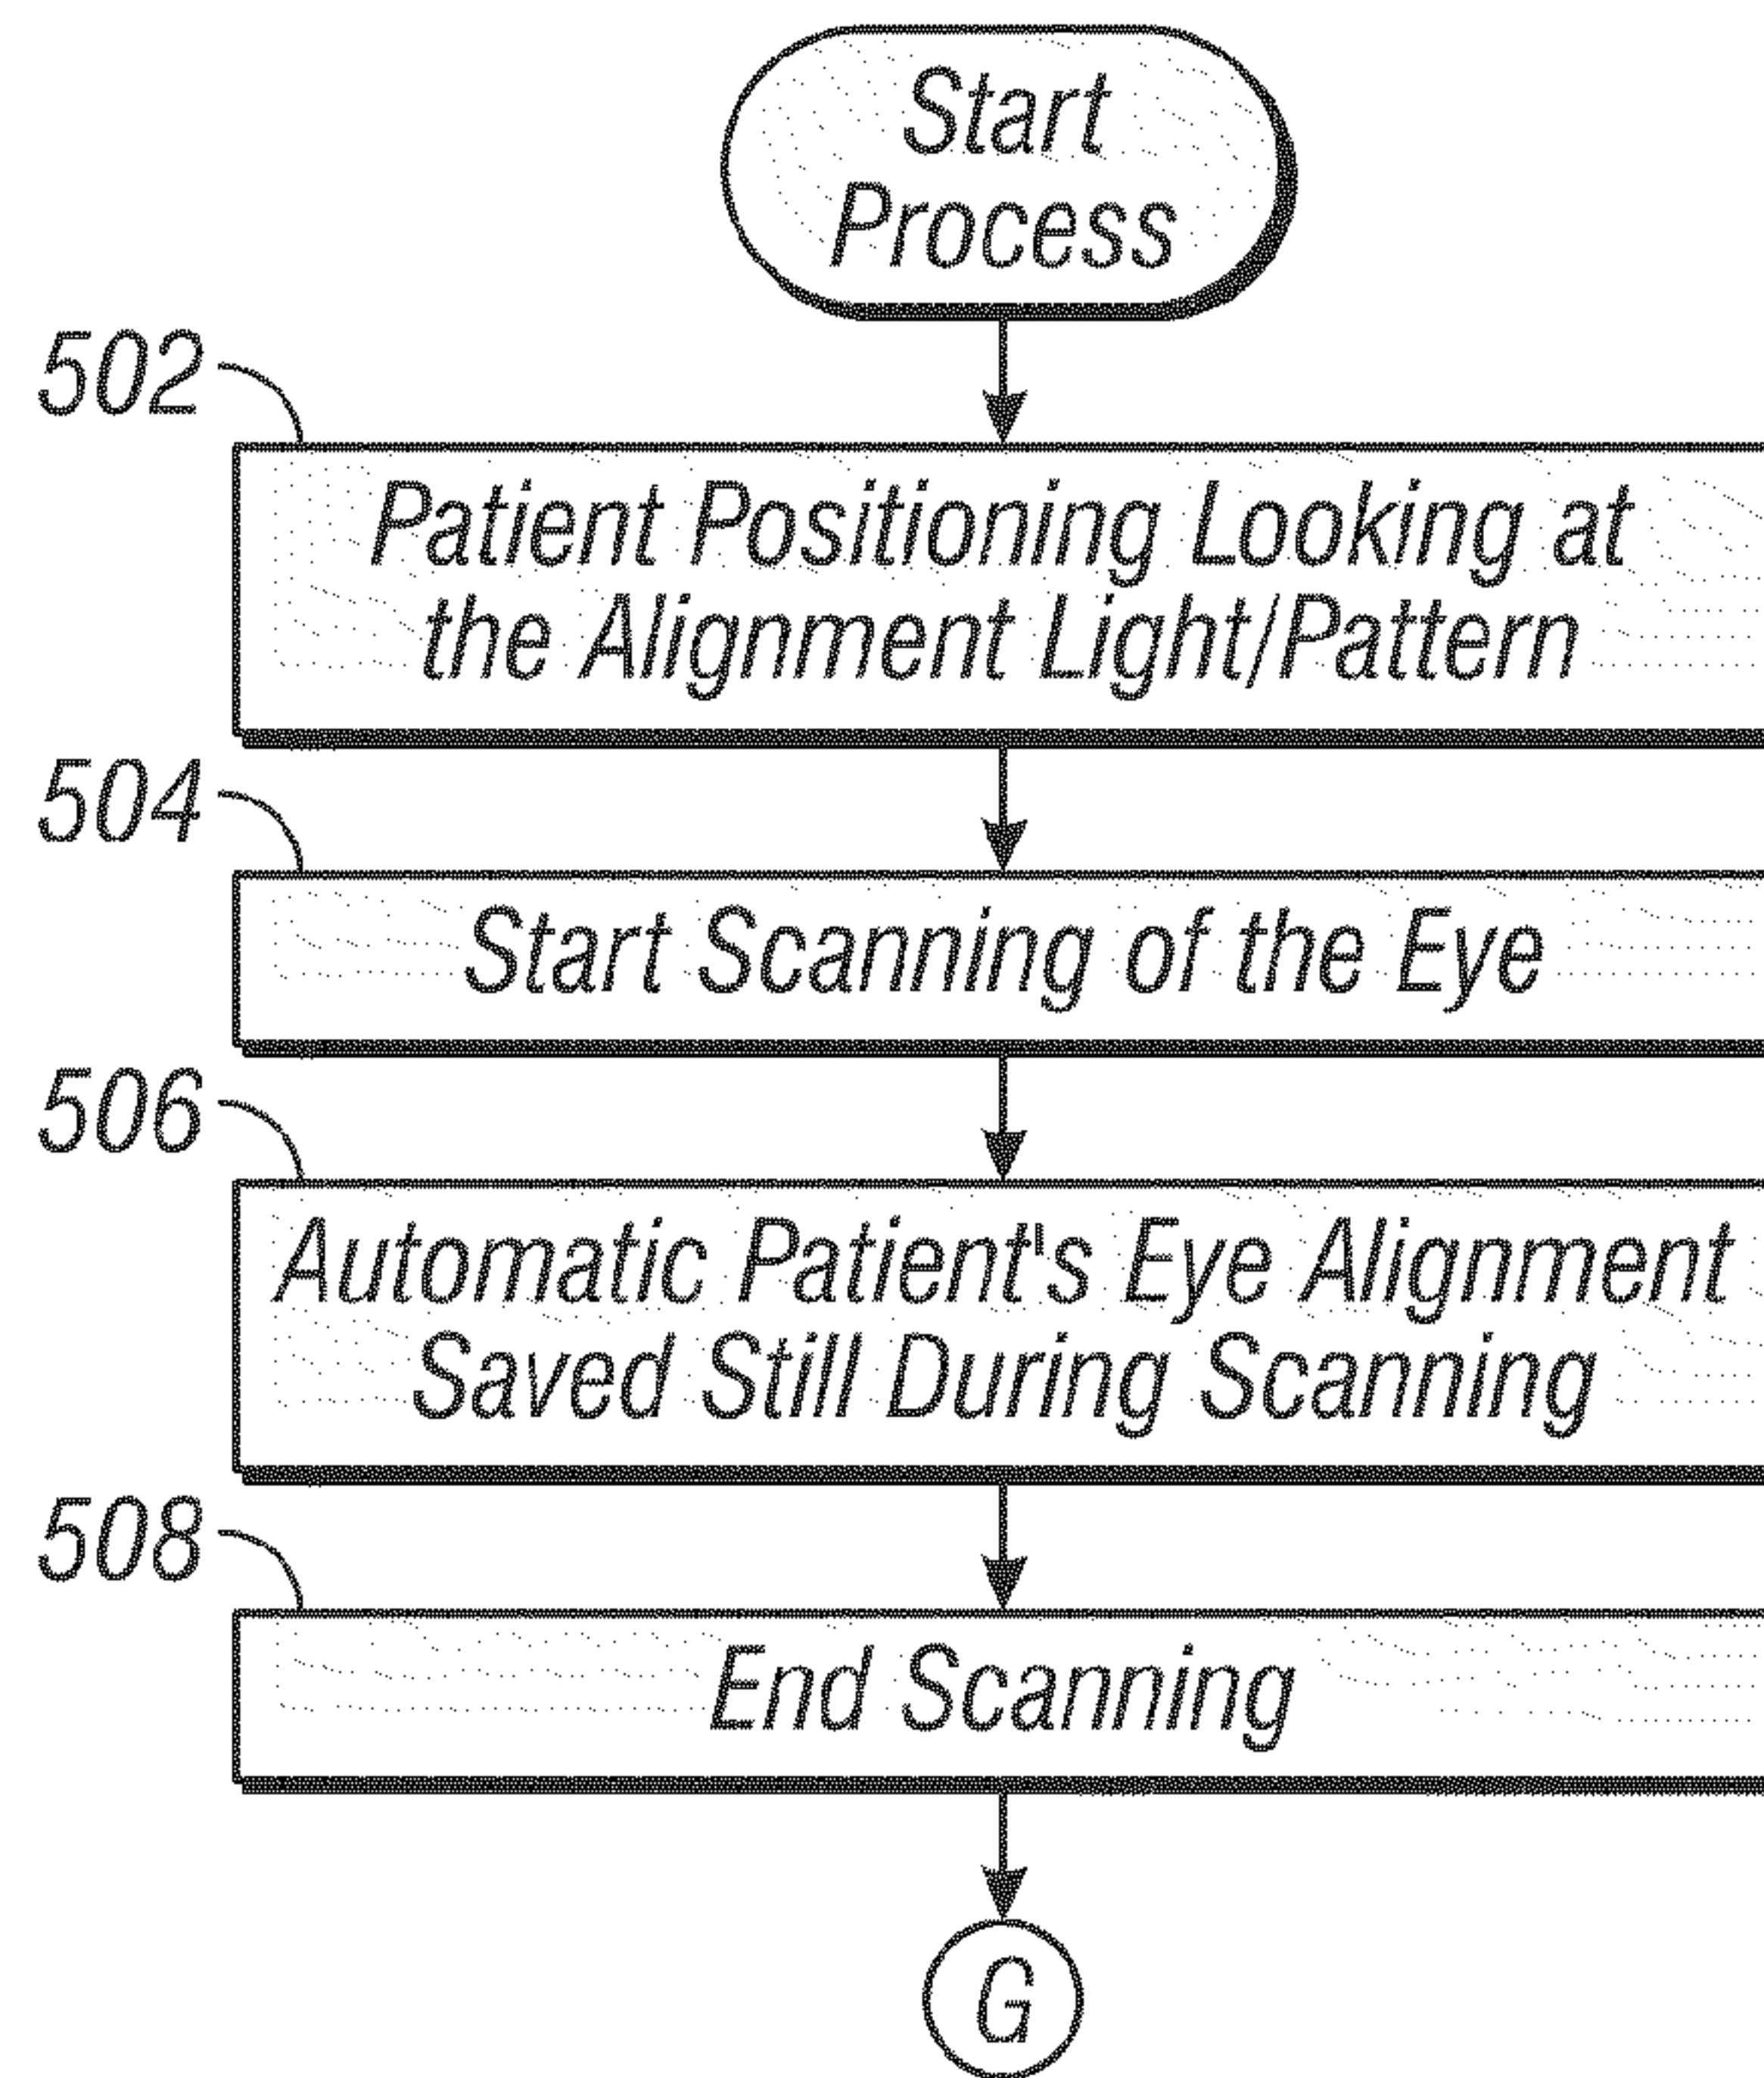 Start
Process
502
Patient Positioning Looking at
the Alignment Light/Pattern
504
Start Scanning of the Eye
506
Automatic Patient's Eye Alignment
Saved Still During Scanning
508
End Scanning
G